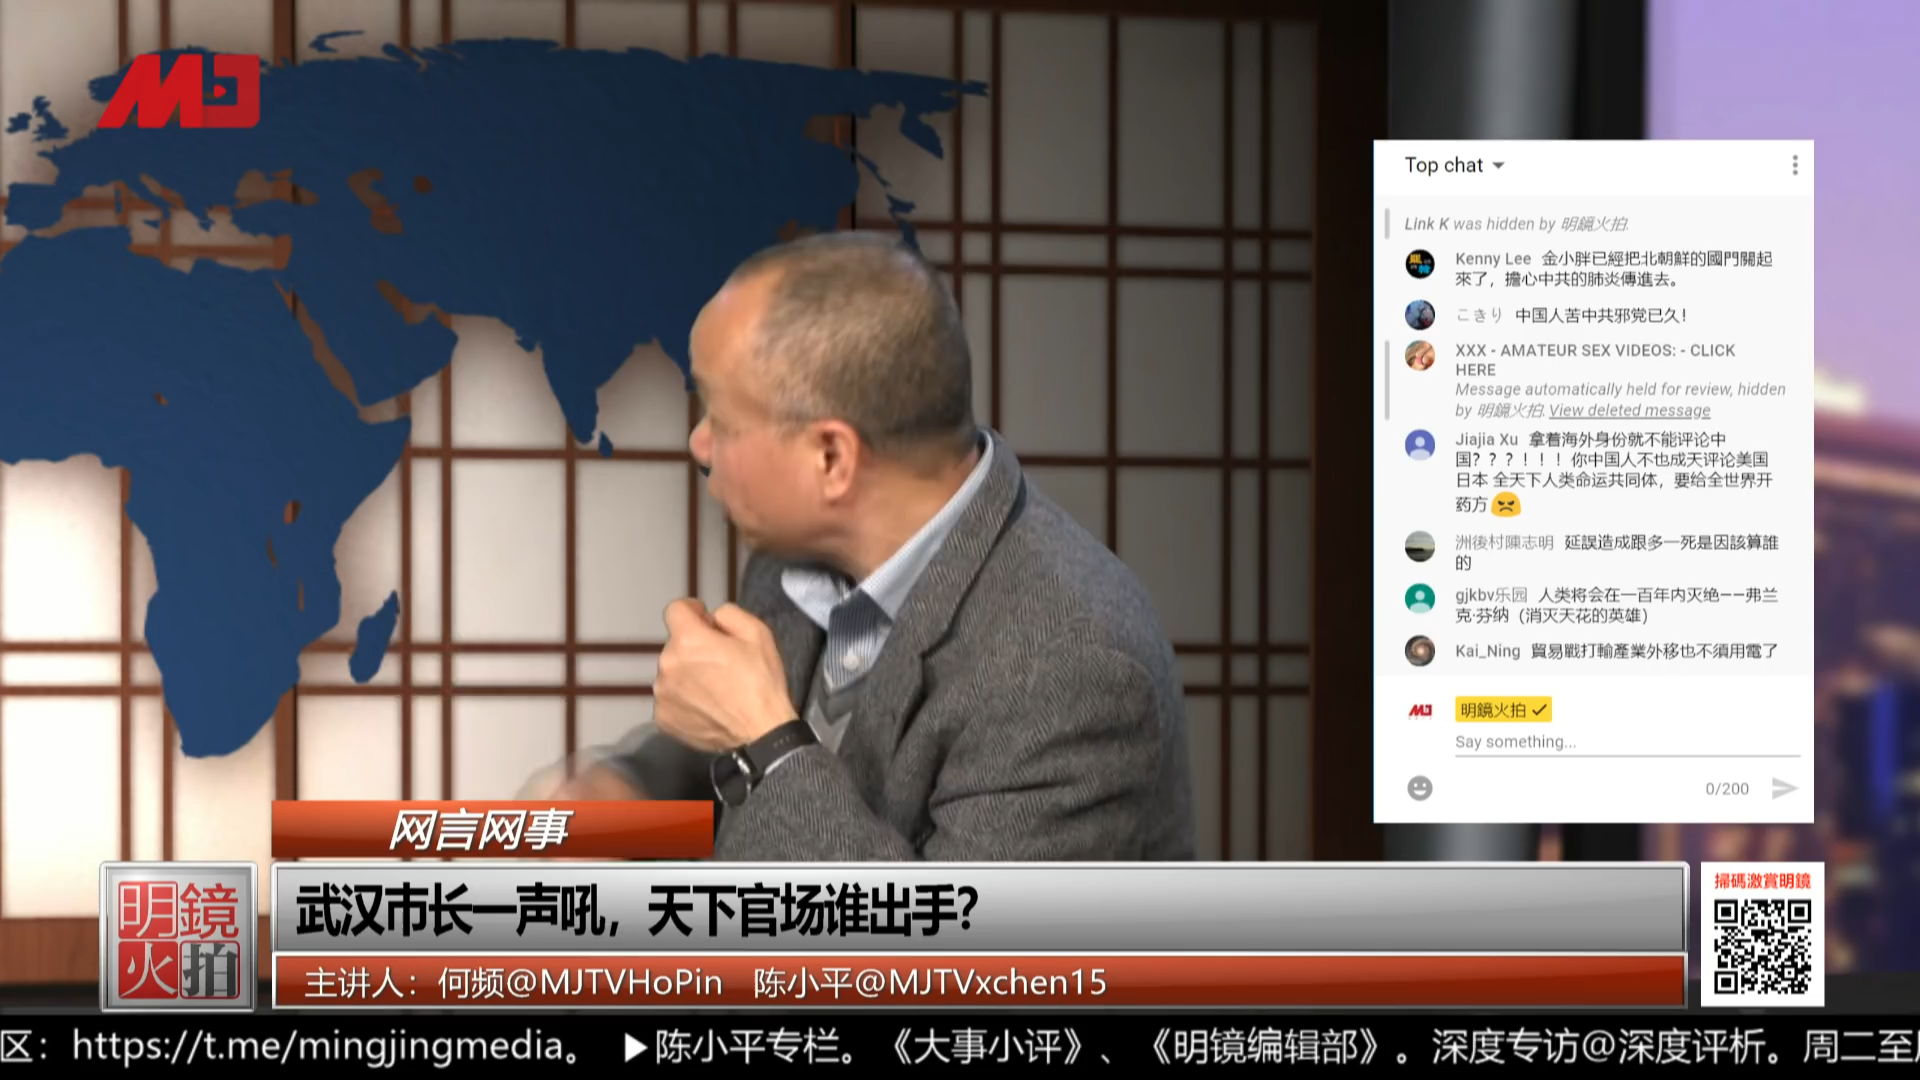 MJ
Top chat
Link K was hidden by 明鏡火拍.
Kenny Lee 金小胖已經把北朝鮮的國門關起
來了，擔心中共的肺炎傳進去。
こきり 中国人苦中共邪党已久！
XXX - AMATEUR SEX VIDEOS: - CLICK
HERE
Message automatically held for review, hidden
by 明鏡火拍. View deleted message
Jiajia Xu 拿着海外身份就不能评论中
国？？？！！！你中国人不也成天评论美国
日本 全天下人类命运共同体，要给全世界开
药方
洲後村陳志明 延誤造成跟多一死是因該算誰
的
gjkbv乐园 人类将会在一百年内灭绝——弗兰
克·芬纳（消灭天花的英雄）
Kai_Ning 貿易戰打輸產業外移也不須用電了
MJ
明鏡火拍
Say something...
0/200
网言网事
明鏡
火拍
武汉市长一声吼，天下官场谁出手？
主讲人：何频@MJTVHoPin 陈小平@MJTVxchen15
掃碼激賞明鏡
区：https://t.me/mingjingmedia。 ▶陈小平专栏。《大事小评》、《明镜编辑部》。深度专访@深度评析。周二至